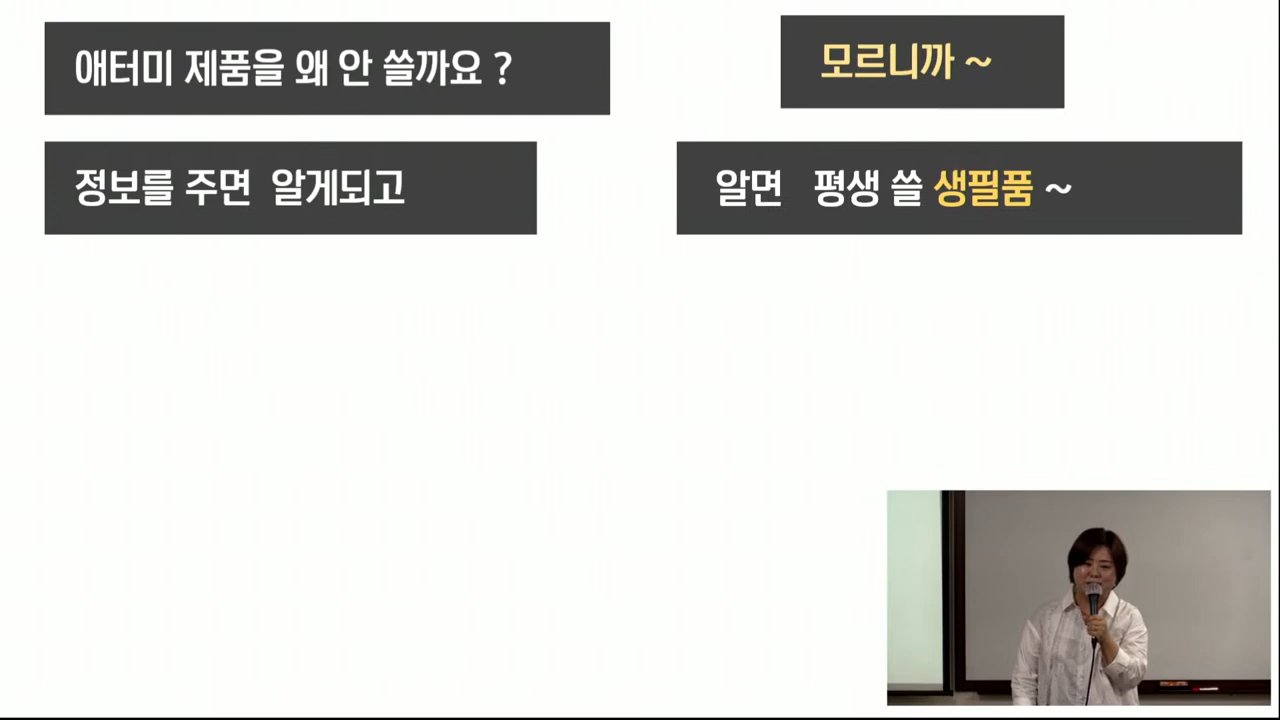 애터미 제품을 왜 안 쓸까요 ?
모르니까 ~
정보를 주면 알게되고
알면 평생 쓸 생필품 ~